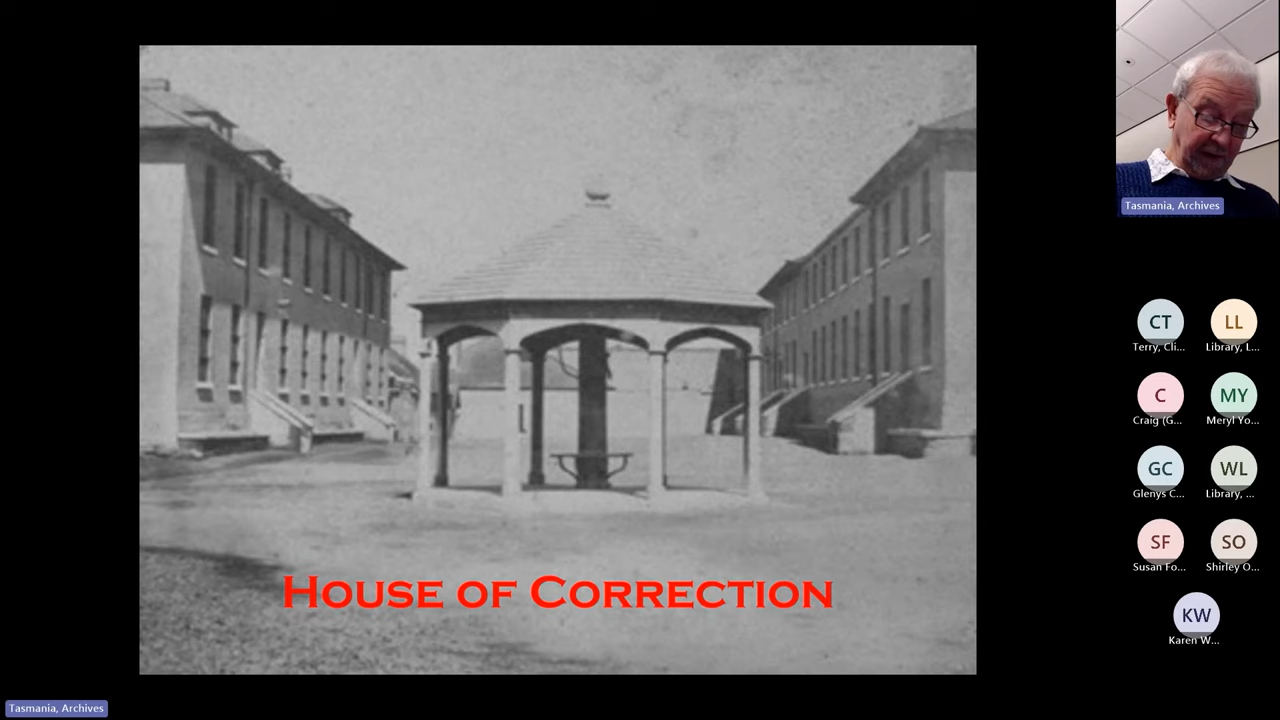 House of Correction
Tasmania, Archives
CT
LL
Terry, Cli...
Library, L...
C
MY
Craig (G...
Meryl Yo...
GC
WL
Glenys C...
Library, ...
SF
SO
Susan Fo...
Shirley O...
KW
Karen W...
Tasmania, Archives